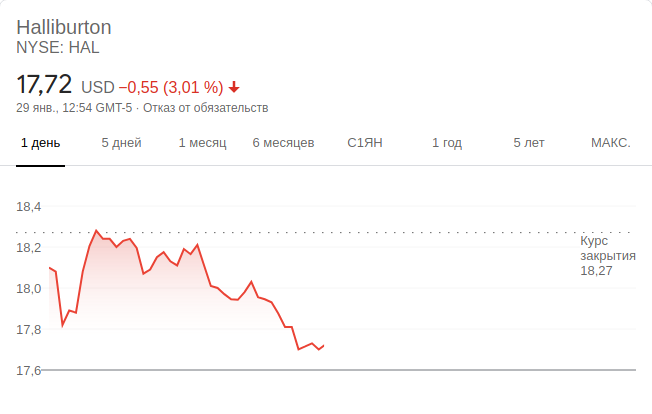 Halliburton
NYSE: HAL
17,72 USD −0,55 (3,01 %)
29 янв., 12:54 GMT-5 · Отказ от обязательств
1 день 5 дней 1 месяц 6 месяцев С1ЯН 1 год 5 лет МАКС.
18,4
Курс
закрытия
18,27
18,2
18,0
17,8
17,6